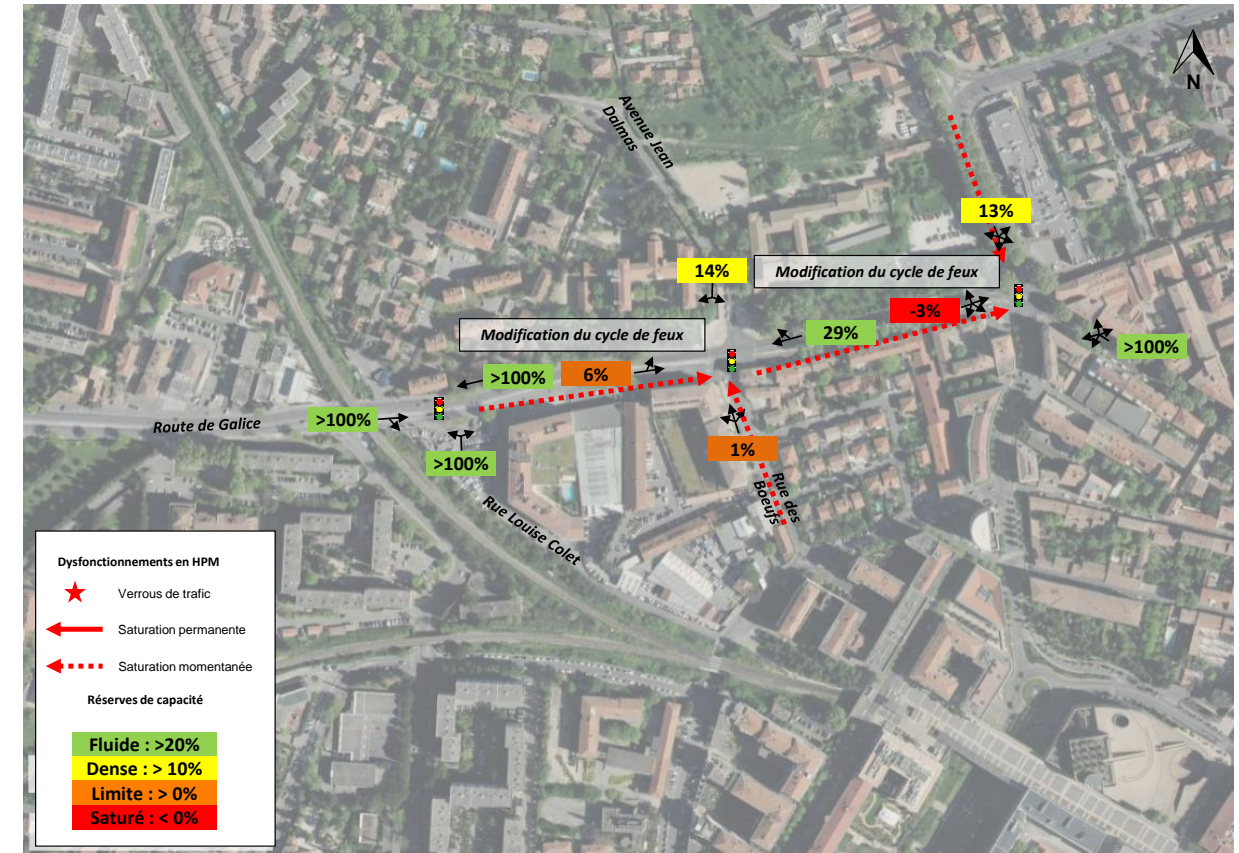 N
Avenue Jean
Dalmas
13%
14%
Modification du cycle de feux
-3%
29%
>100%
Modification du cycle de feux
>100%
6%
Route de Galice
>100%
>100%
1%
Rue des
Boeufs
Rue Louise Colet
Dysfonctionnements en HPM
Verrous de trafic
Saturation permanente
Saturation momentanée
Réserves de capacité
Fluide : >20%
Dense : > 10%
Limite : > 0%
Saturé : < 0%